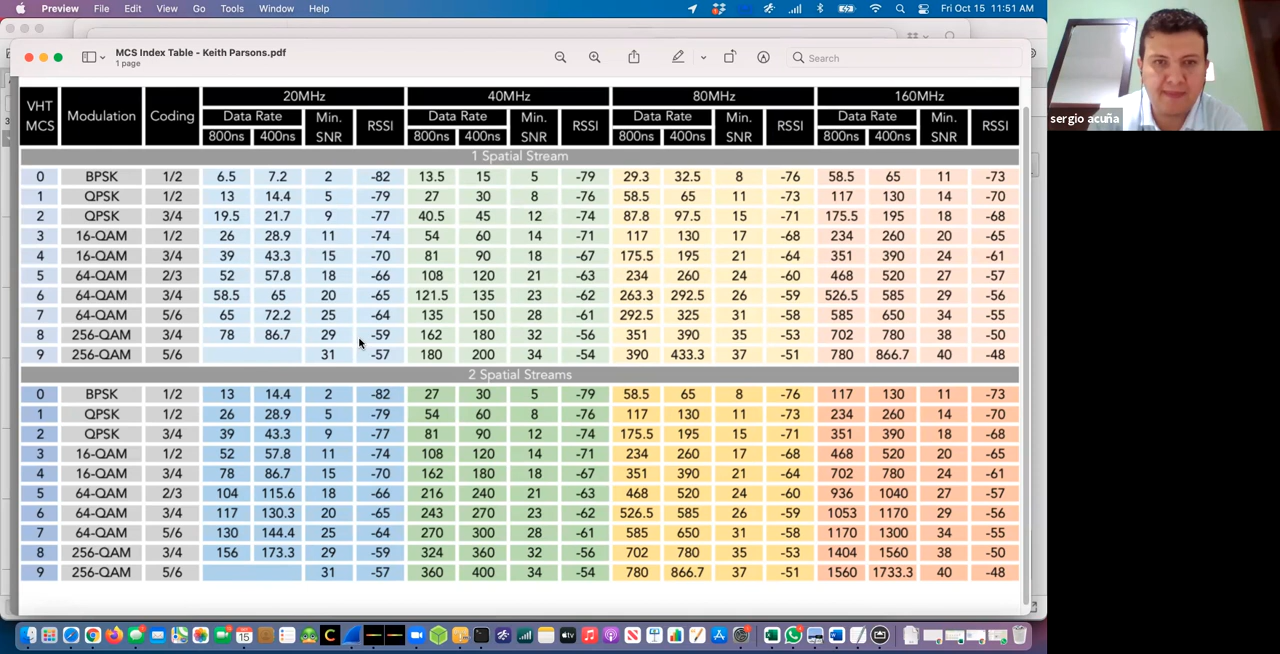 Preview File Edit View Go Tools Window Help Fri Oct 15 11:51 AM
MCS Index Table - Keith Parsons.pdf
1 page
Search
sergio acuña
VHT MCS Modulation Coding 20MHz 40MHz 80MHz 160MHz
Data Rate Min. SNR RSSI Data Rate Min. SNR RSSI Data Rate Min. SNR RSSI Data Rate Min. SNR RSSI
800ns 400ns 800ns 400ns 800ns 400ns 800ns 400ns
1 Spatial Stream
0 BPSK 1/2 6.5 7.2 2 -82 13.5 15 5 -79 29.3 32.5 8 -76 58.5 65 11 -73
1 QPSK 1/2 13 14.4 5 -79 27 30 8 -76 58.5 65 11 -73 117 130 14 -70
2 QPSK 3/4 19.5 21.7 9 -77 40.5 45 12 -74 87.8 97.5 15 -71 175.5 195 18 -68
3 16-QAM 1/2 26 28.9 11 -74 54 60 14 -71 117 130 17 -68 234 260 20 -65
4 16-QAM 3/4 39 43.3 15 -70 81 90 18 -67 175.5 195 21 -64 351 390 24 -61
5 64-QAM 2/3 52 57.8 18 -66 108 120 21 -63 234 260 24 -60 468 520 27 -57
6 64-QAM 3/4 58.5 65 20 -65 121.5 135 23 -62 263.3 292.5 26 -59 526.5 585 29 -56
7 64-QAM 5/6 65 72.2 25 -64 135 150 28 -61 292.5 325 31 -58 585 650 34 -55
8 256-QAM 3/4 78 86.7 29 -59 162 180 32 -56 351 390 35 -53 702 780 38 -50
9 256-QAM 5/6 31 -57 180 200 34 -54 390 433.3 37 -51 780 866.7 40 -48
2 Spatial Streams
0 BPSK 1/2 13 14.4 2 -82 27 30 5 -79 58.5 65 8 -76 117 130 11 -73
1 QPSK 1/2 26 28.9 5 -79 54 60 8 -76 117 130 11 -73 234 260 14 -70
2 QPSK 3/4 39 43.3 9 -77 81 90 12 -74 175.5 195 15 -71 351 390 18 -68
3 16-QAM 1/2 52 57.8 11 -74 108 120 14 -71 234 260 17 -68 468 520 20 -65
4 16-QAM 3/4 78 86.7 15 -70 162 180 18 -67 351 390 21 -64 702 780 24 -61
5 64-QAM 2/3 104 115.6 18 -66 216 240 21 -63 468 520 24 -60 936 1040 27 -57
6 64-QAM 3/4 117 130.3 20 -65 243 270 23 -62 526.5 585 26 -59 1053 1170 29 -56
7 64-QAM 5/6 130 144.4 25 -64 270 300 28 -61 585 650 31 -58 1170 1300 34 -55
8 256-QAM 3/4 156 173.3 29 -59 324 360 32 -56 702 780 35 -53 1404 1560 38 -50
9 256-QAM 5/6 31 -57 360 400 34 -54 780 866.7 37 -51 1560 1733.3 40 -48